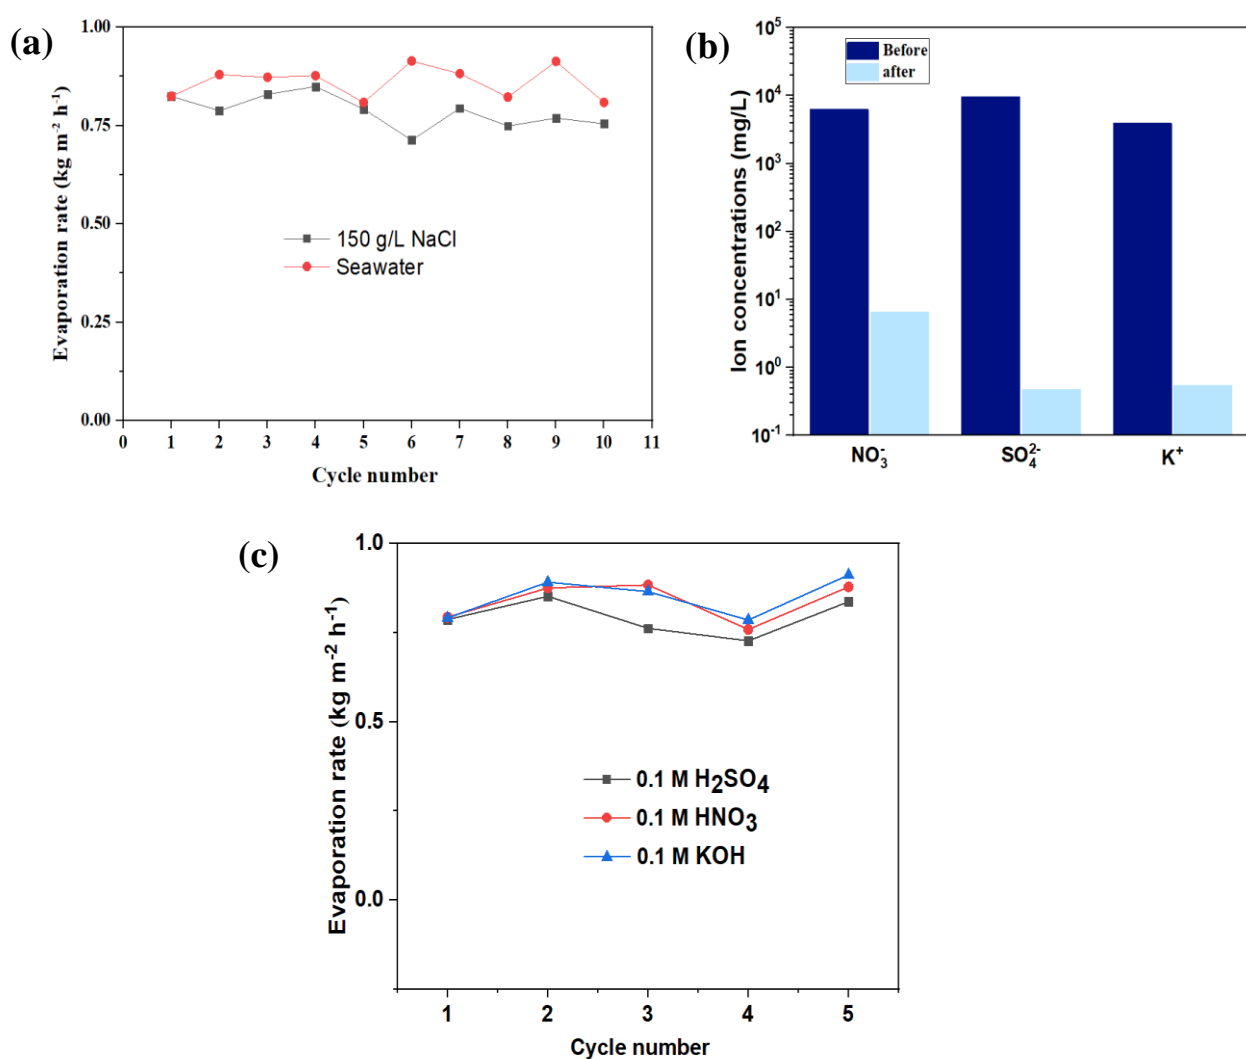 (a)
Evaporation rate (kg m⁻² h⁻¹)
1.00
0.75
0.50
0.25
0.00
150 g/L NaCl
Seawater
0 1 2 3 4 5 6 7 8 9 10 11
Cycle number
(b)
Ion concentrations (mg/L)
10⁵
10⁴
10³
10²
10¹
10⁰
10⁻¹
Before
after
NO₃⁻ SO₄²⁻ K⁺
(c)
Evaporation rate (kg m⁻² h⁻¹)
1.0
0.5
0.0
0.1 M H₂SO₄
0.1 M HNO₃
0.1 M KOH
1 2 3 4 5
Cycle number